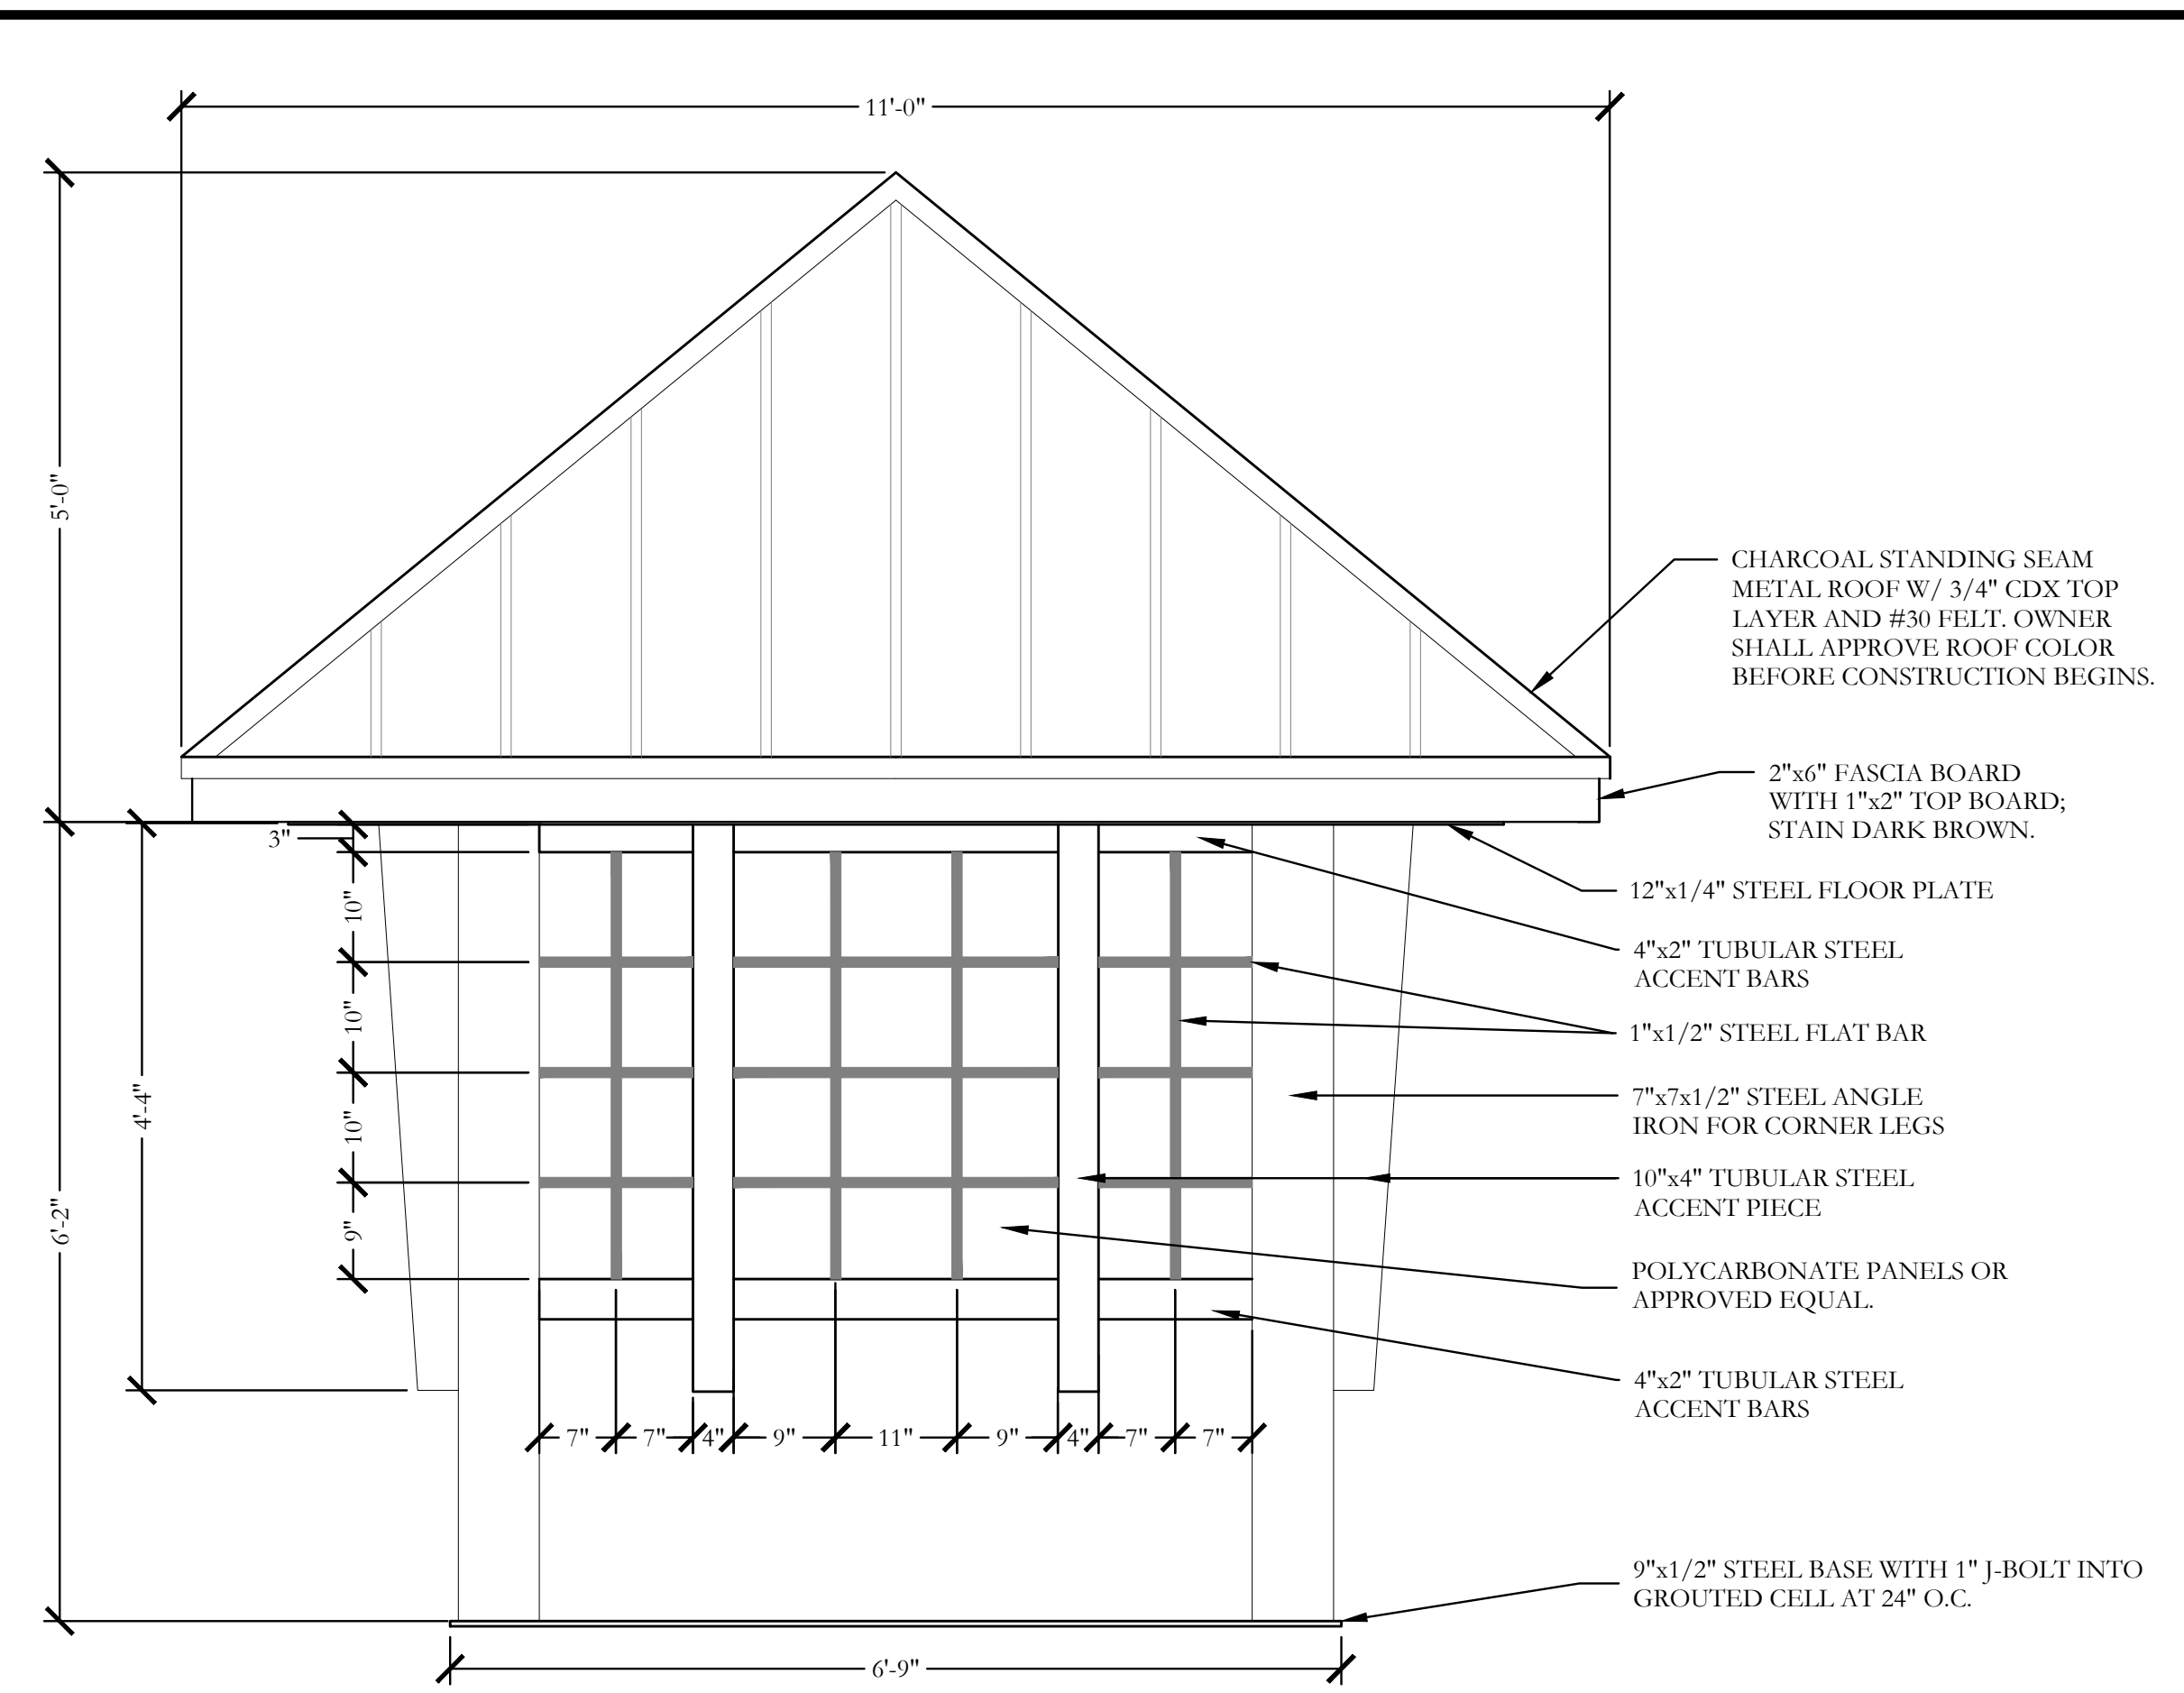 11'-0"
5'-0"
CHARCOAL STANDING SEAM
METAL ROOF W/ 3/4" CDX TOP
LAYER AND #30 FELT. OWNER
SHALL APPROVE ROOF COLOR
BEFORE CONSTRUCTION BEGINS.
2"x6" FASCIA BOARD
WITH 1"x2" TOP BOARD;
STAIN DARK BROWN.
3"
12"x1/4" STEEL FLOOR PLATE
10"
4"x2" TUBULAR STEEL
ACCENT BARS
10"
1"x1/2" STEEL FLAT BAR
4'-4"
10"
7"x7x1/2" STEEL ANGLE
IRON FOR CORNER LEGS
6'-2"
9"
10"x4" TUBULAR STEEL
ACCENT PIECE
POLYCARBONATE PANELS OR
APPROVED EQUAL.
4"x2" TUBULAR STEEL
ACCENT BARS
7" 7" 4" 9" 11" 9" 4" 7" 7"
9"x1/2" STEEL BASE WITH 1" J-BOLT INTO
GROUTED CELL AT 24" O.C.
6'-9"